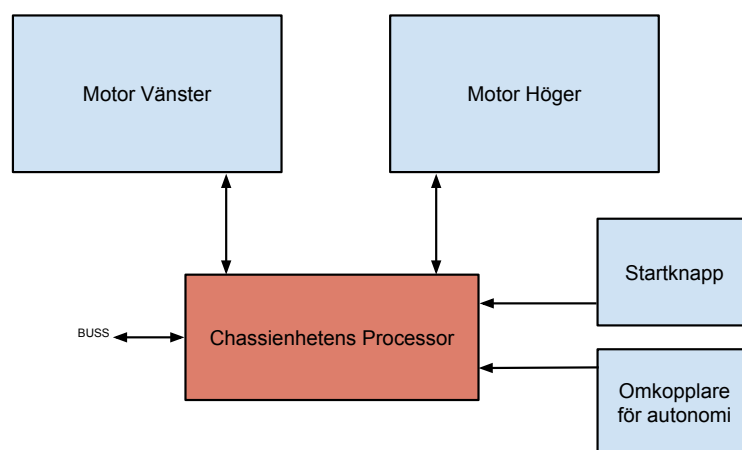 Motor Vänster
Motor Höger
Startknapp
BUSS
Chassienhetens Processor
Omkopplare
för autonomi